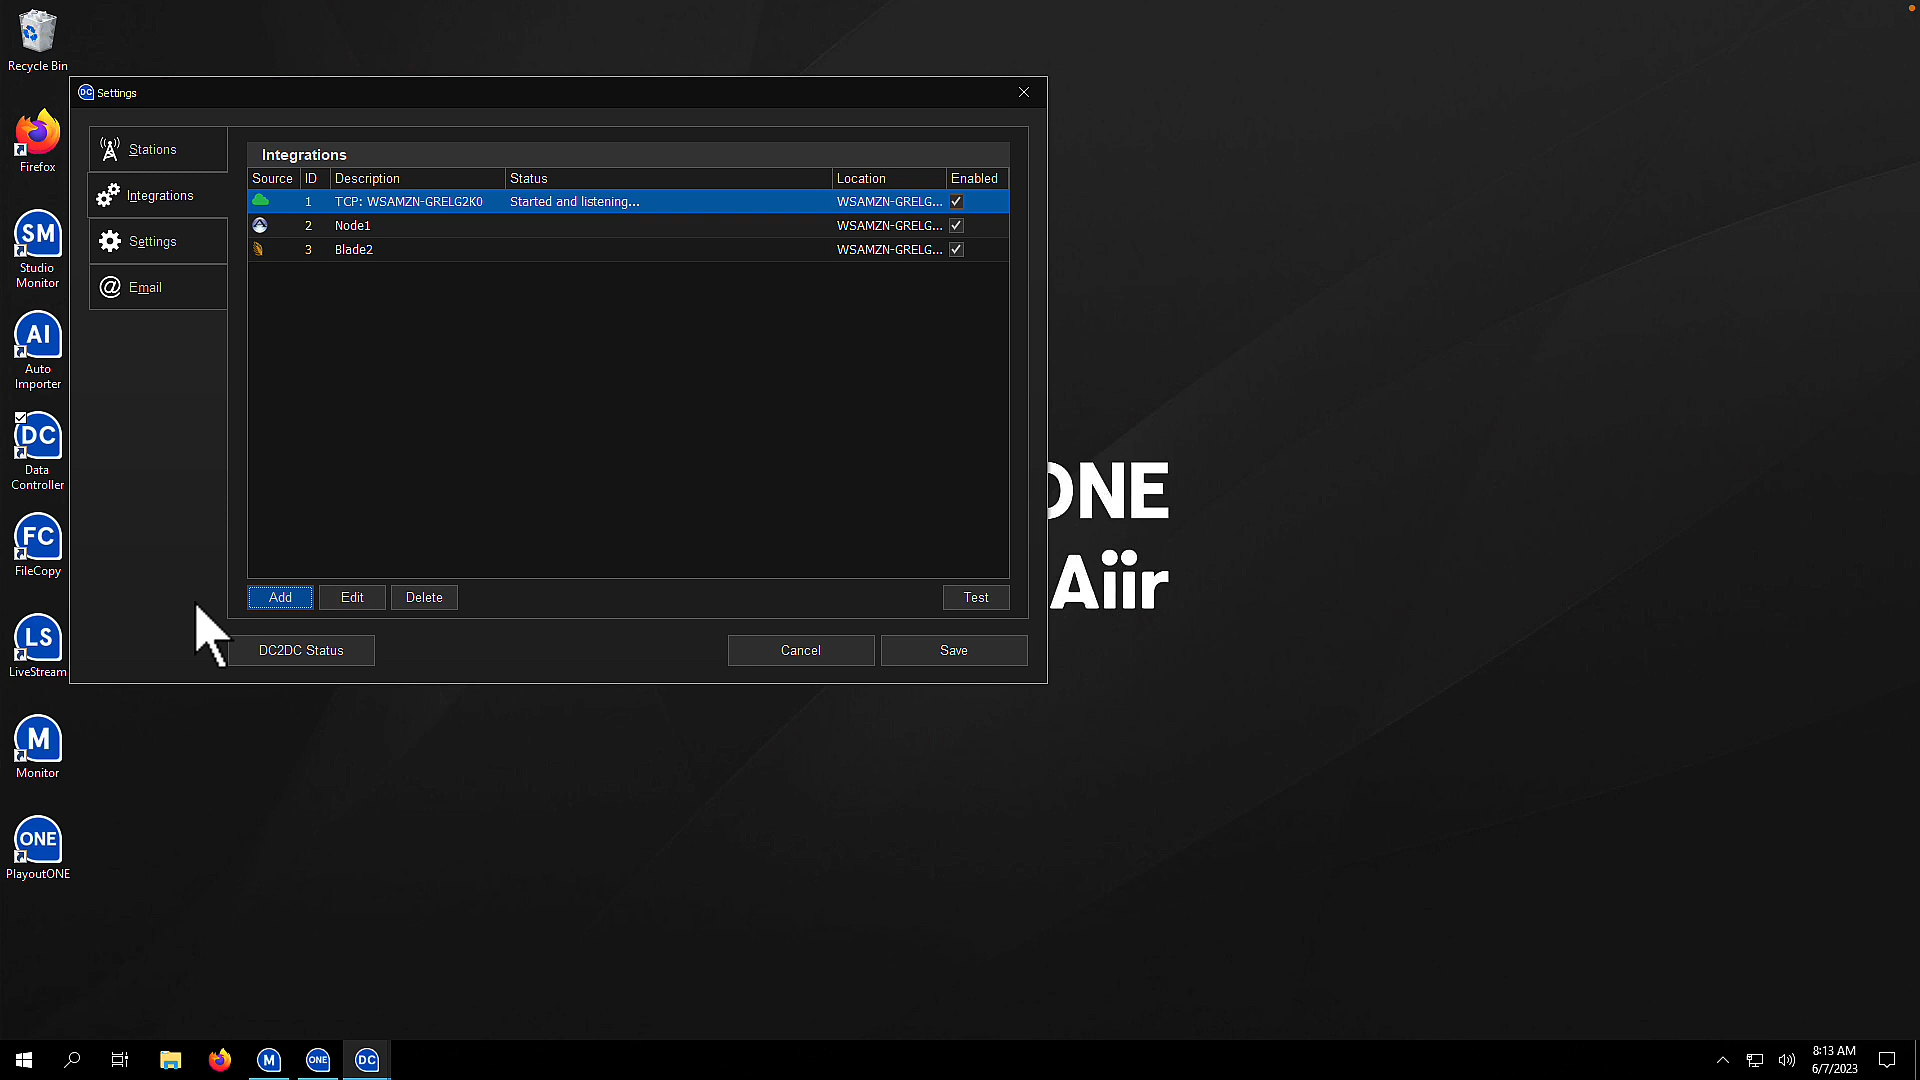 Recycle Bin
Firefox
SM
Studio
Monitor
AI
Auto
Importer
DC
Data
Controller
FC
FileCopy
LS
LiveStream
M
Monitor
ONE
PlayoutONE
DC Settings
Stations
Integrations
Settings
Email
Integrations
Source ID Description Status Location Enabled
1 TCP: WSAMZN-GRELG2K0 Started and listening... WSAMZN-GRELG...
2 Node1 WSAMZN-GRELG...
3 Blade2 WSAMZN-GRELG...
Add Edit Delete Test
DC2DC Status Cancel Save
ONE
Aiir
M ONE DC
8:13 AM
6/7/2023